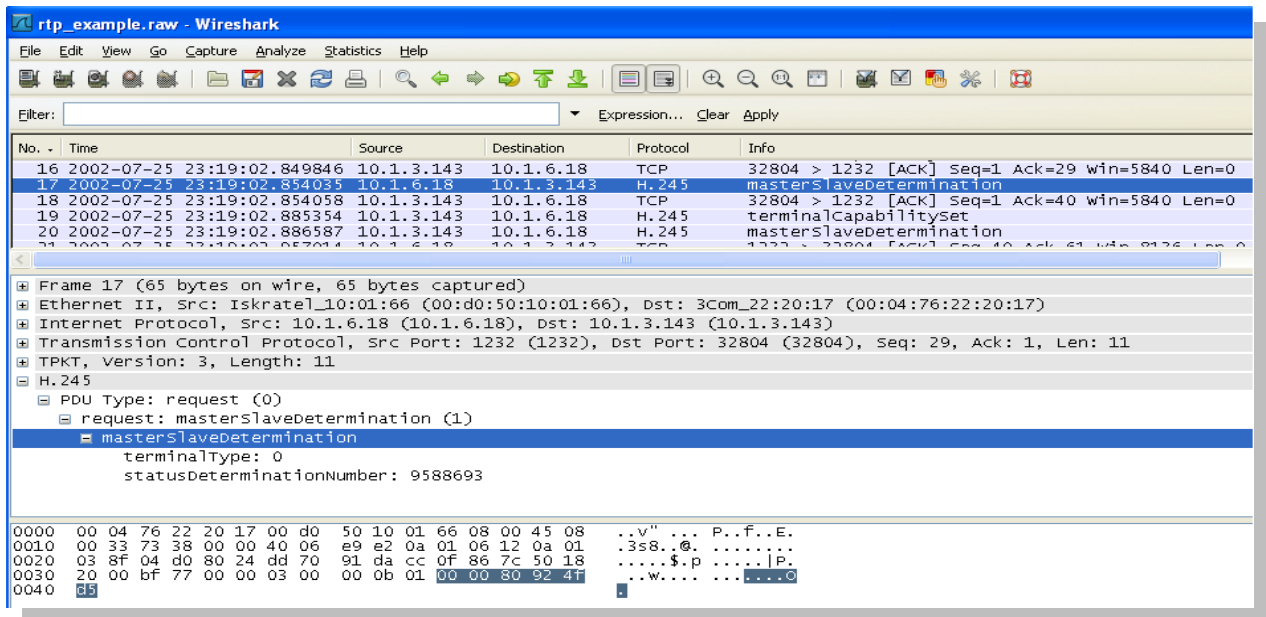 rtp_example.raw - Wireshark
File Edit View Go Capture Analyze Statistics Help
Filter: Expression... Clear Apply
No. Time Source Destination Protocol Info
16 2002-07-25 23:19:02.849846 10.1.3.143 10.1.6.18 TCP 32804 > 1232 [ACK] Seq=1 Ack=29 Win=5840 Len=0
17 2002-07-25 23:19:02.854035 10.1.6.18 10.1.3.143 H.245 masterSlaveDetermination
18 2002-07-25 23:19:02.854058 10.1.3.143 10.1.6.18 TCP 32804 > 1232 [ACK] Seq=1 Ack=40 Win=5840 Len=0
19 2002-07-25 23:19:02.885354 10.1.3.143 10.1.6.18 H.245 terminalCapabilitySet
20 2002-07-25 23:19:02.886587 10.1.3.143 10.1.6.18 H.245 masterSlaveDetermination
Frame 17 (65 bytes on wire, 65 bytes captured)
Ethernet II, Src: Iskratel_10:01:66 (00:d0:50:10:01:66), Dst: 3Com_22:20:17 (00:04:76:22:20:17)
Internet Protocol, Src: 10.1.6.18 (10.1.6.18), Dst: 10.1.3.143 (10.1.3.143)
Transmission Control Protocol, Src Port: 1232 (1232), Dst Port: 32804 (32804), Seq: 29, Ack: 1, Len: 11
TPKT, Version: 3, Length: 11
H.245
PDU Type: request (0)
request: masterSlaveDetermination (1)
masterSlaveDetermination
terminalType: 0
statusDeterminationNumber: 9588693
0000 00 04 76 22 20 17 00 d0 50 10 01 66 08 00 45 08 ..v" ... P..f..E.
0010 00 33 73 38 00 00 40 06 e9 e2 0a 01 06 12 0a 01 .3s8..@. ........
0020 03 8f 04 d0 80 24 dd 70 91 da cc 0f 86 7c 50 18 .....$.p .....|P.
0030 20 00 bf 77 00 00 03 00 00 0b 01 00 00 80 92 4f ..w.... .......O
0040 d5 .